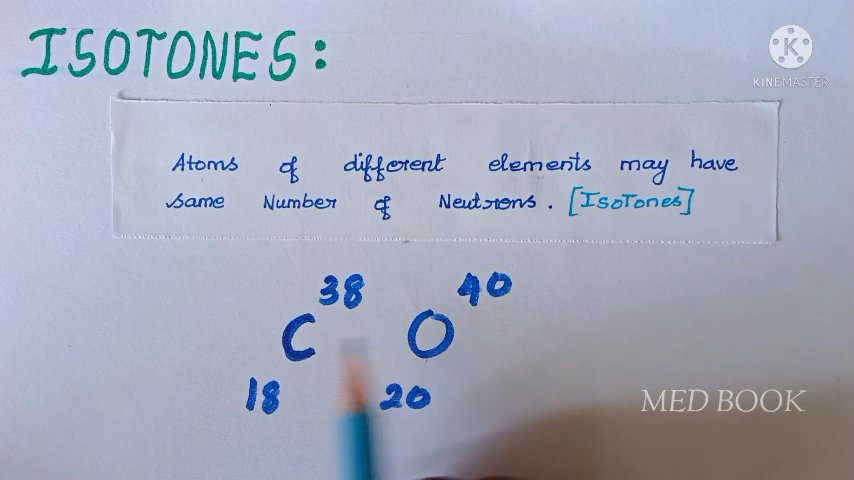 ISOTONES:
KINEMASTER
Atoms of different elements may have
same Number of Neutrons. [IsoTones]
38 40
C O
18 20
MED BOOK